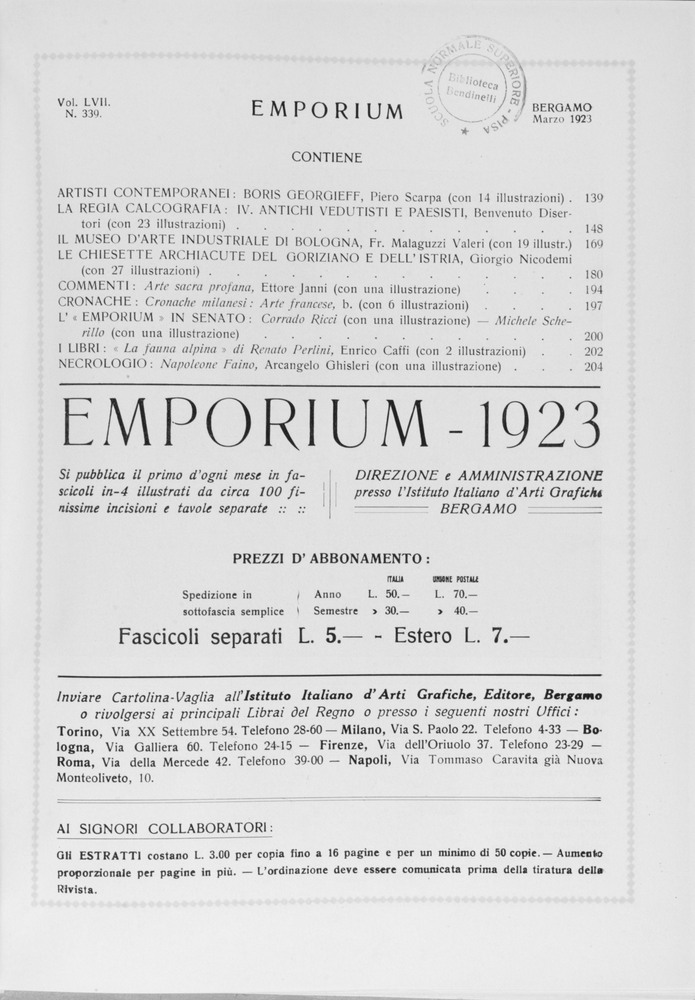 SCUOLA NORMALE SUPERIORE - PISA
Biblioteca
Bendinelli
Vol. LVII.
N. 339.
EMPORIUM
BERGAMO
Marzo 1923
CONTIENE
ARTISTI CONTEMPORANEI: BORIS GEORGIEFF, Piero Scarpa (con 14 illustrazioni) . 139
LA REGIA CALCOGRAFIA: IV. ANTICHI VEDUTISTI E PAESISTI, Benvenuto Diser-
tori (con 23 illustrazioni) . . . . . . . . . . . 148
IL MUSEO D'ARTE INDUSTRIALE DI BOLOGNA, Fr. Malaguzzi Valeri (con 19 illustr.) 169
LE CHIESETTE ARCHIACUTE DEL GORIZIANO E DELL'ISTRIA, Giorgio Nicodemi
(con 27 illustrazioni) . . . . . . . . . . . 180
COMMENTI: Arte sacra profana, Ettore Janni (con una illustrazione) . . . . 194
CRONACHE: Cronache milanesi: Arte francese, b. (con 6 illustrazioni) . . . . 197
L'« EMPORIUM » IN SENATO: Corrado Ricci (con una illustrazione) — Michele Sche-
rillo (con una illustrazione) . . . . . . . . . . 200
I LIBRI: « La fauna alpina » di Renato Perlini, Enrico Caffi (con 2 illustrazioni) . . 202
NECROLOGIO: Napoleone Faino, Arcangelo Ghisleri (con una illustrazione) . . . 204
EMPORIUM - 1923
Si pubblica il primo d'ogni mese in fa-
scicoli in-4 illustrati da circa 100 fi-
nissime incisioni e tavole separate :: ::
DIREZIONE e AMMINISTRAZIONE
presso l'Istituto Italiano d'Arti Grafiche
BERGAMO
PREZZI D'ABBONAMENTO:
ITALIA UNIONE POSTALE
Spedizione in Anno L. 50.— L. 70.—
sottofascia semplice Semestre » 30.— » 40.—
Fascicoli separati L. 5.— - Estero L. 7.—
Inviare Cartolina-Vaglia all'Istituto Italiano d'Arti Grafiche, Editore, Bergamo
o rivolgersi ai principali Librai del Regno o presso i seguenti nostri Uffici:
Torino, Via XX Settembre 54. Telefono 28-60 — Milano, Via S. Paolo 22. Telefono 4-33 — Bo-
logna, Via Galliera 60. Telefono 24-15 — Firenze, Via dell'Oriuolo 37. Telefono 23-29 —
Roma, Via della Mercede 42. Telefono 39-00 — Napoli, Via Tommaso Caravita già Nuova
Monteoliveto, 10.
AI SIGNORI COLLABORATORI:
Gli ESTRATTI costano L. 3.00 per copia fino a 16 pagine e per un minimo di 50 copie. — Aumento
proporzionale per pagine in più. — L'ordinazione deve essere comunicata prima della tiratura della
Rivista.